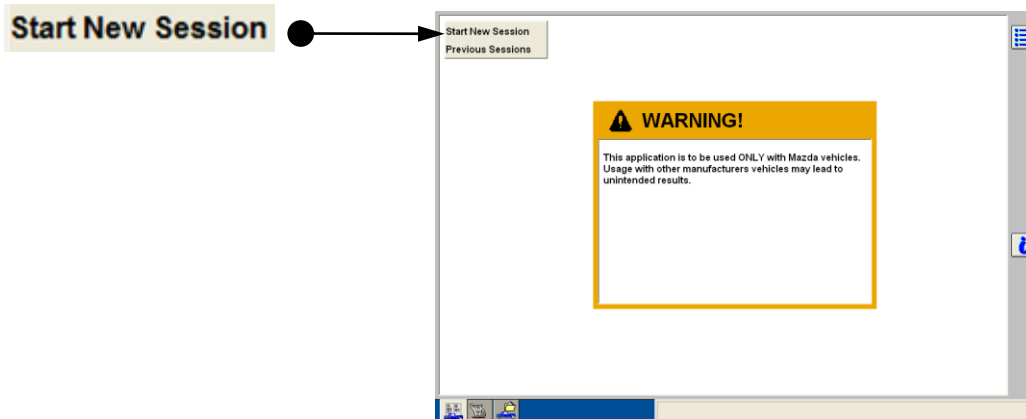 Start New Session
Start New Session
Previous Sessions
WARNING!
This application is to be used ONLY with Mazda vehicles.
Usage with other manufacturers vehicles may lead to
unintended results.